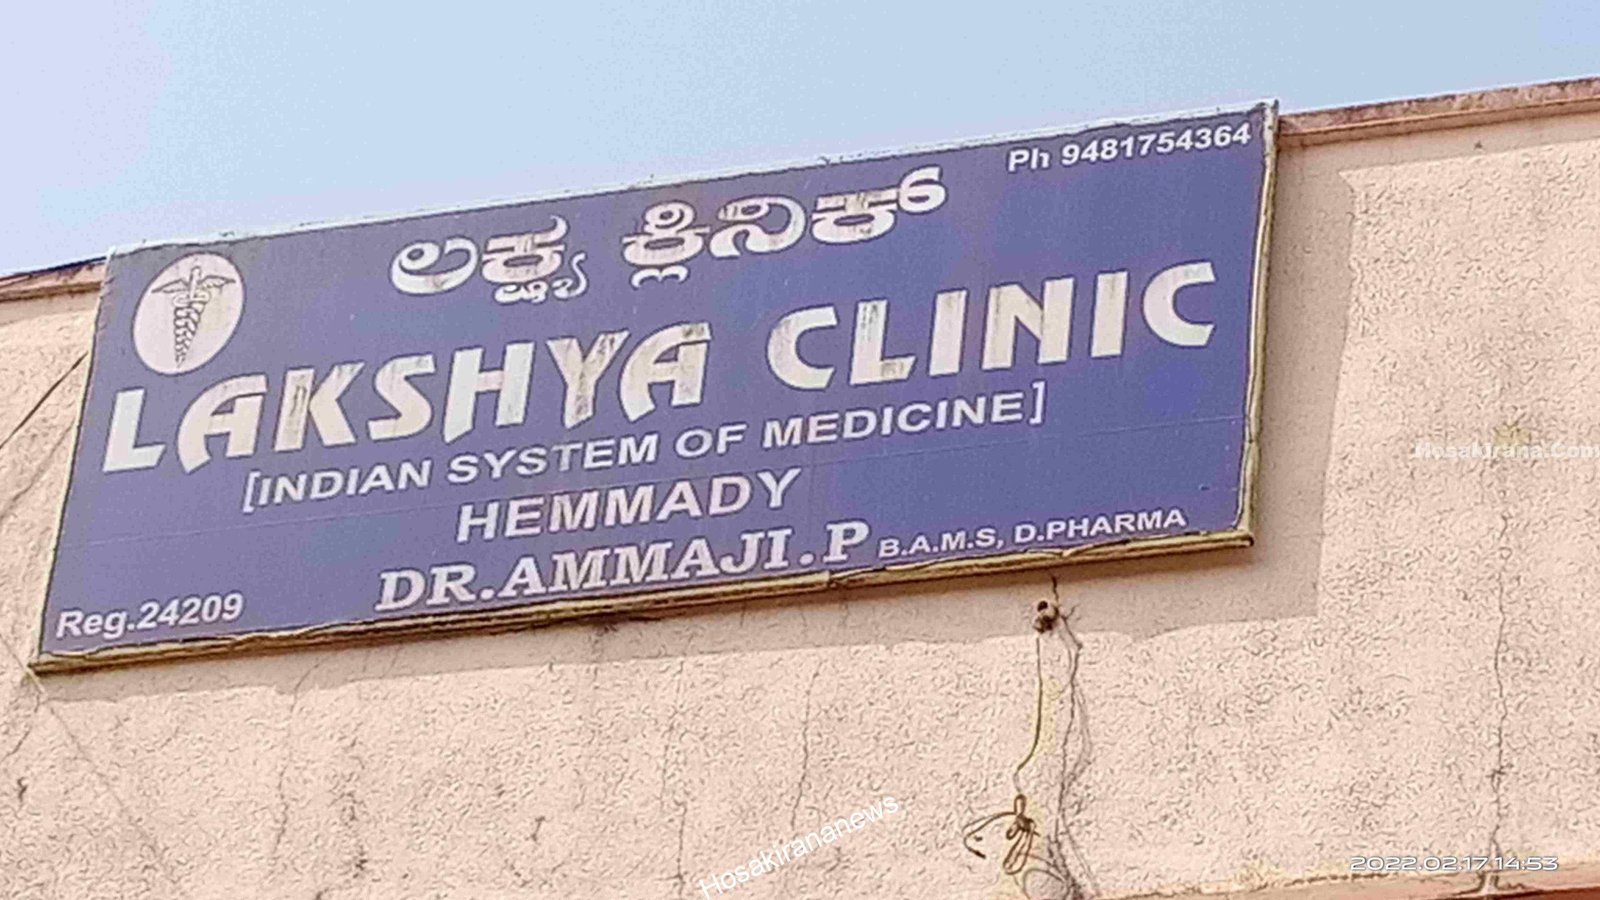 Ph 9481754364
ಲಕ್ಷ್ಯ ಕ್ಲಿನಿಕ್
LAKSHYA CLINIC
[INDIAN SYSTEM OF MEDICINE]
HEMMADY
DR.AMMAJI.P B.A.M.S, D.PHARMA
Reg.24209
Hosakirana.Com
Hosakirananews
2022.02.17 14:53